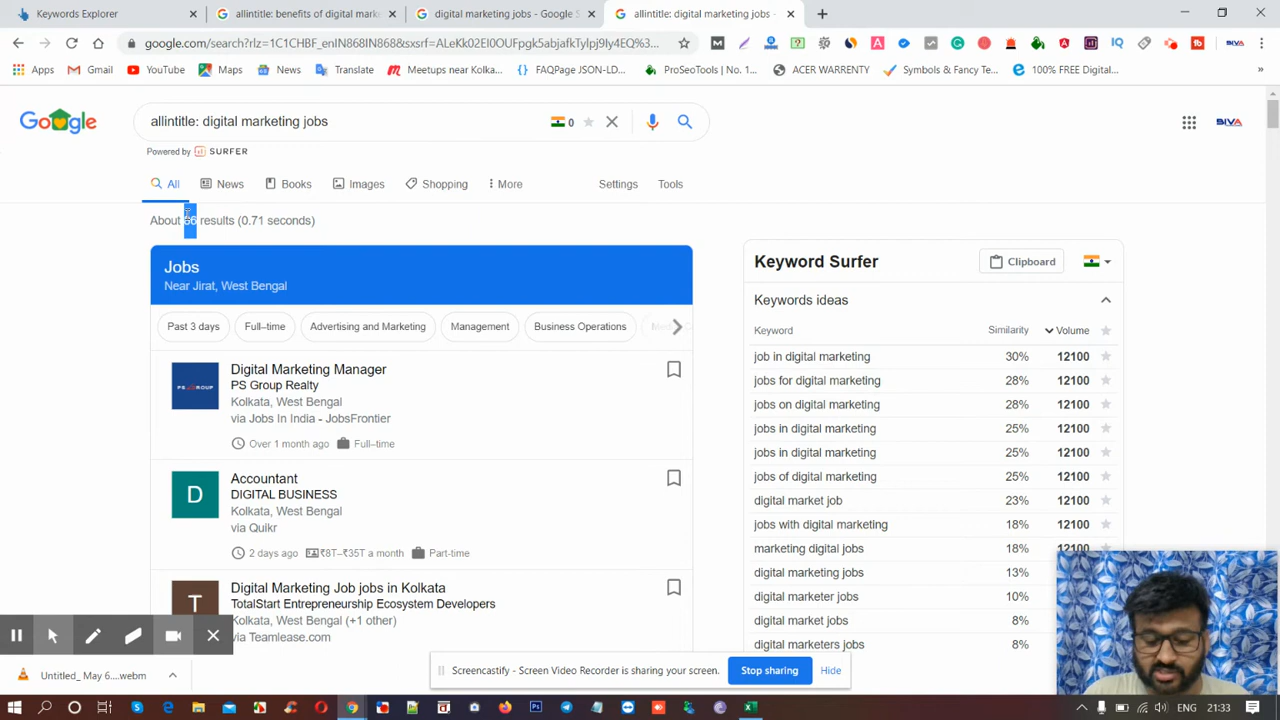 Keywords Explorer
allintitle: benefits of digital mark
digital marketing jobs - Google S
allintitle: digital marketing jobs -
google.com/search?rlz=1C1CHBF_enIN868IN868&sxsrf=
Apps
Gmail
YouTube
Maps
News
Translate
Meetups near Kolka...
FAQPage JSON-LD...
ProSeoTools | No. 1...
ACER WARRENTY
Symbols & Fancy Te...
100% FREE Digital...
Google
allintitle: digital marketing jobs
0
SIVA
Powered by SURFER
All
News
Books
Images
Shopping
More
Settings
Tools
About 56 results (0.71 seconds)
Jobs
Near Jirat, West Bengal
Past 3 days
Full–time
Advertising and Marketing
Management
Business Operations
Digital Marketing Manager
PS Group Realty
Kolkata, West Bengal
via Jobs In India - JobsFrontier
Over 1 month ago
Full–time
D
Accountant
DIGITAL BUSINESS
Kolkata, West Bengal
via Quikr
2 days ago
₹8T–₹35T a month
Part-time
T
Digital Marketing Job jobs in Kolkata
TotalStart Entrepreneurship Ecosystem Developers
Kolkata, West Bengal (+1 other)
via Teamlease.com
Keyword Surfer
Clipboard
Keywords ideas
Keyword Similarity Volume
job in digital marketing 30% 12100
jobs for digital marketing 28% 12100
jobs on digital marketing 28% 12100
jobs in digital marketing 25% 12100
jobs in digital marketing 25% 12100
jobs of digital marketing 25% 12100
digital market job 23% 12100
jobs with digital marketing 18% 12100
marketing digital jobs 18% 12100
digital marketing jobs 13%
digital marketer jobs 10%
digital market jobs 8%
digital marketers jobs 8%
Screencastify - Screen Video Recorder is sharing your screen.
Stop sharing
Hide
Untitled_ May 6....webm
ENG
21:33